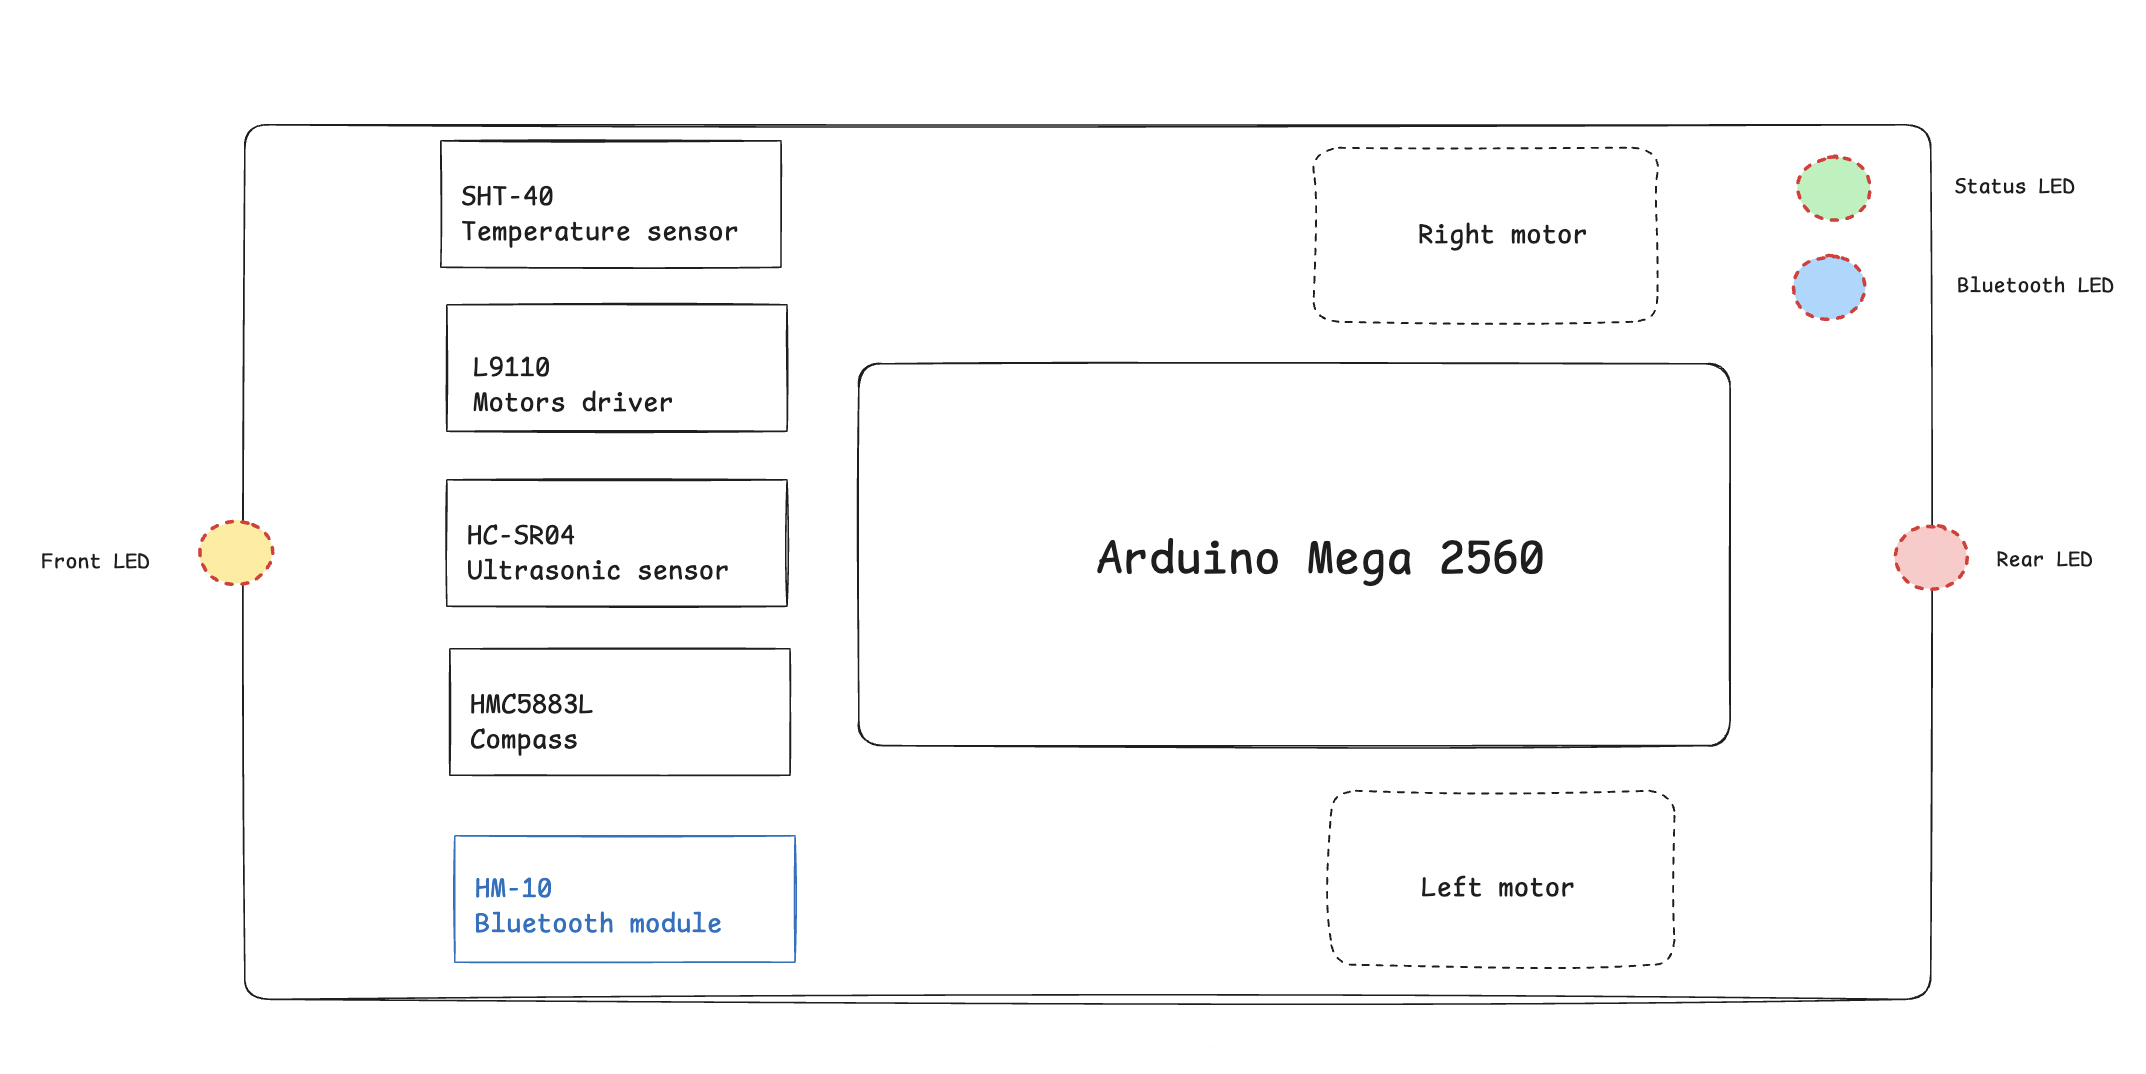 SHT-40
Temperature sensor
Right motor
Status LED
Bluetooth LED
L9110
Motors driver
HC-SR04
Ultrasonic sensor
Arduino Mega 2560
Front LED
Rear LED
HMC5883L
Compass
HM-10
Bluetooth module
Left motor